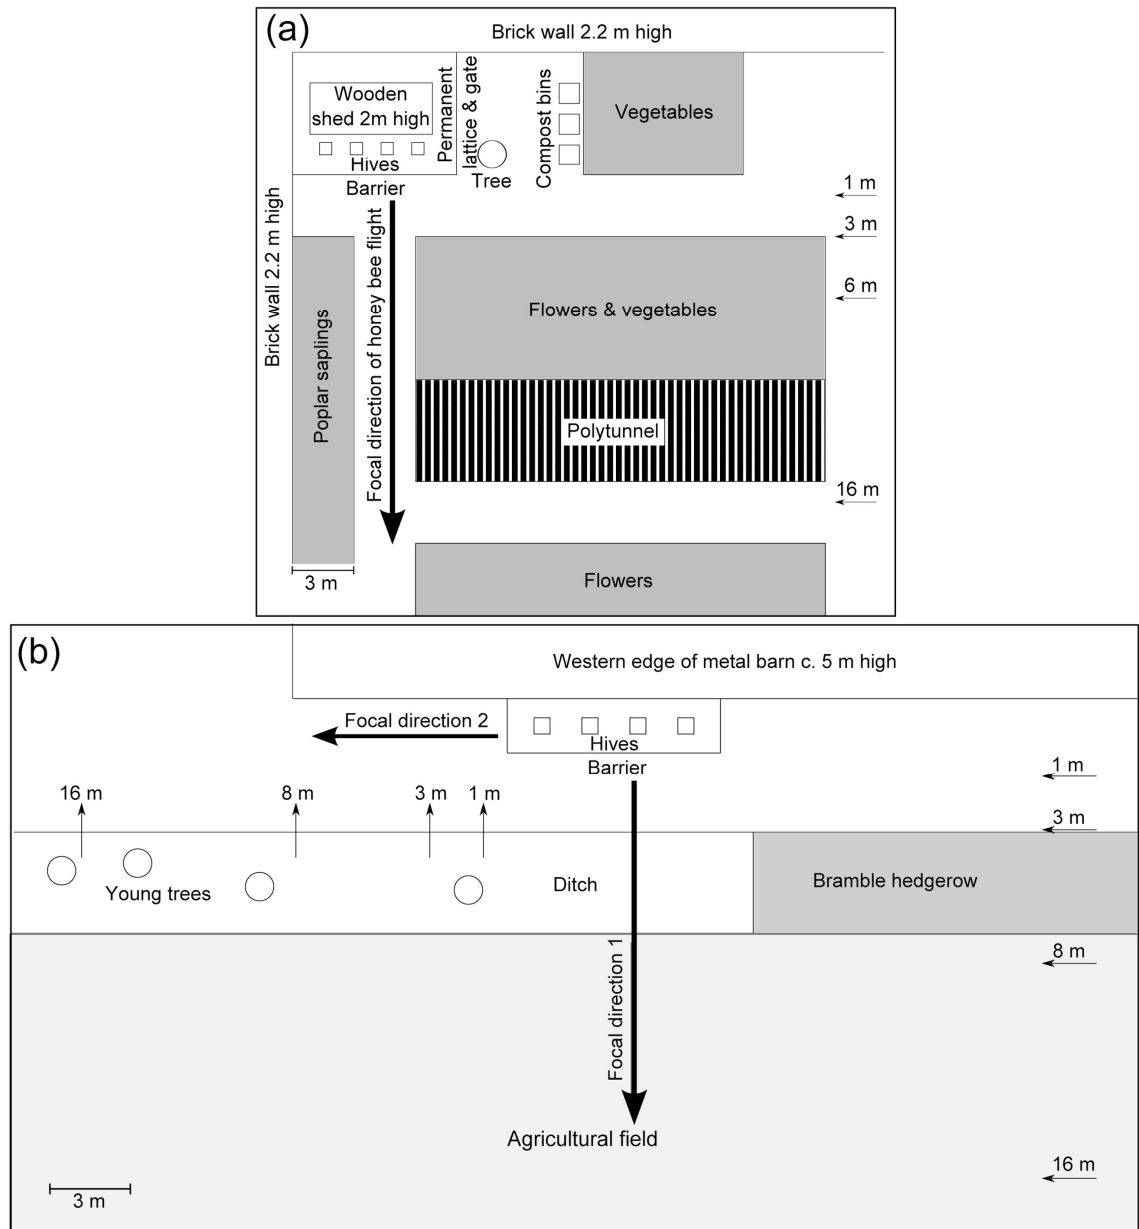 (a)
Brick wall 2.2 m high
Wooden
shed 2m high
Permanent
lattice & gate
Compost bins
Vegetables
Hives
Tree
Barrier
1 m
Brick wall 2.2 m high
3 m
Focal direction of honey bee flight
6 m
Flowers & vegetables
Poplar saplings
Polytunnel
16 m
3 m
Flowers
(b)
Western edge of metal barn c. 5 m high
Focal direction 2
Hives
Barrier
1 m
16 m
8 m
3 m
1 m
3 m
Young trees
Ditch
Bramble hedgerow
8 m
Focal direction 1
Agricultural field
16 m
3 m